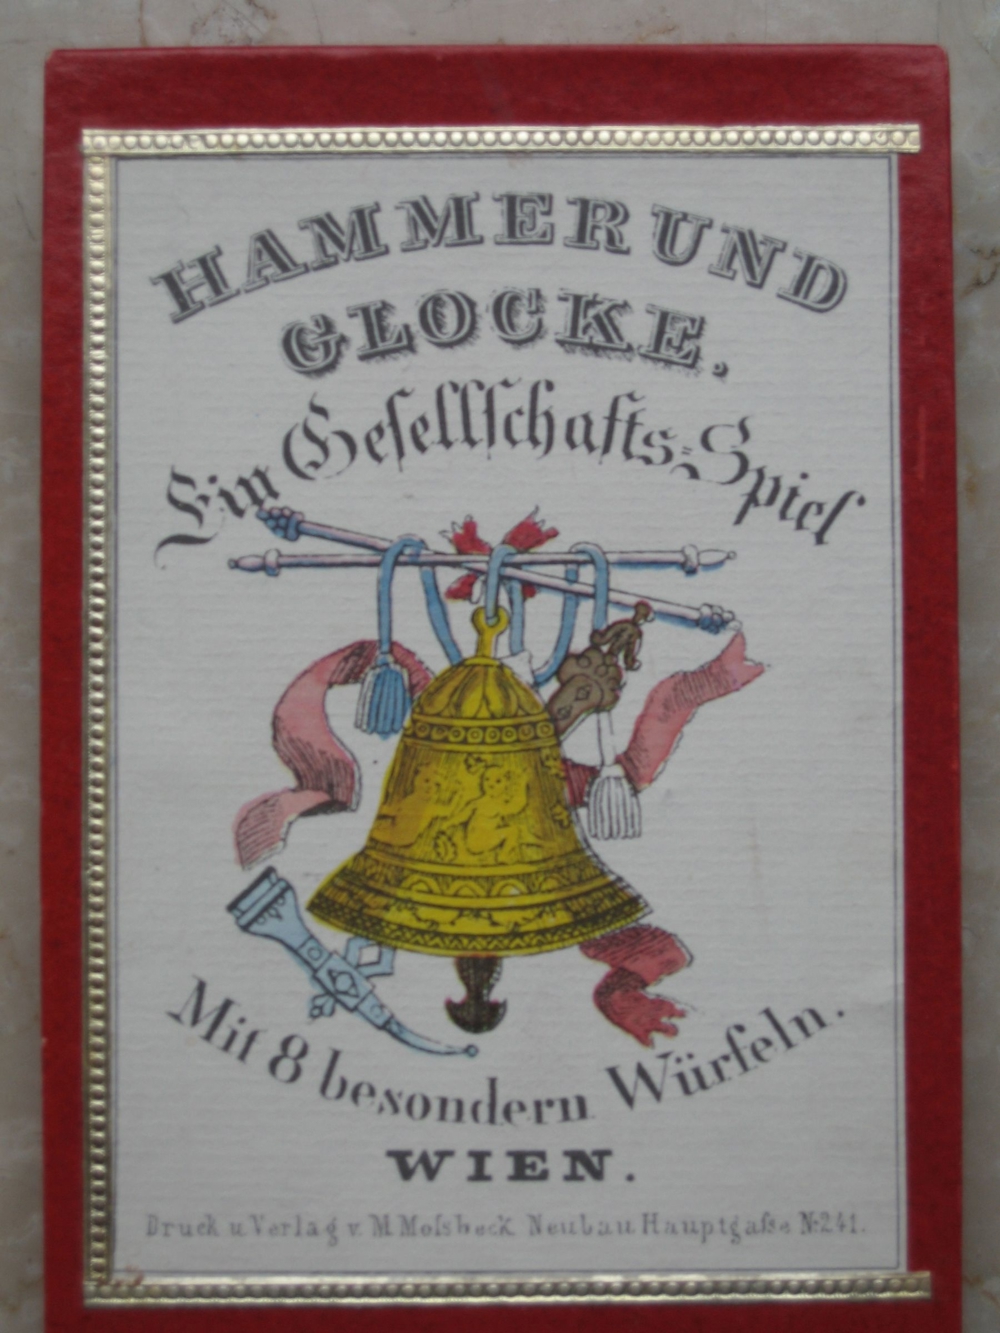 HAMMER UND
GLOCKE.
Ein Geſellſchafts=Spiel
Mit 8 besondern Würfeln.
WIEN.
Druck u Verlag v. M Moſsbeck Neubau Hauptgaſse No 241.